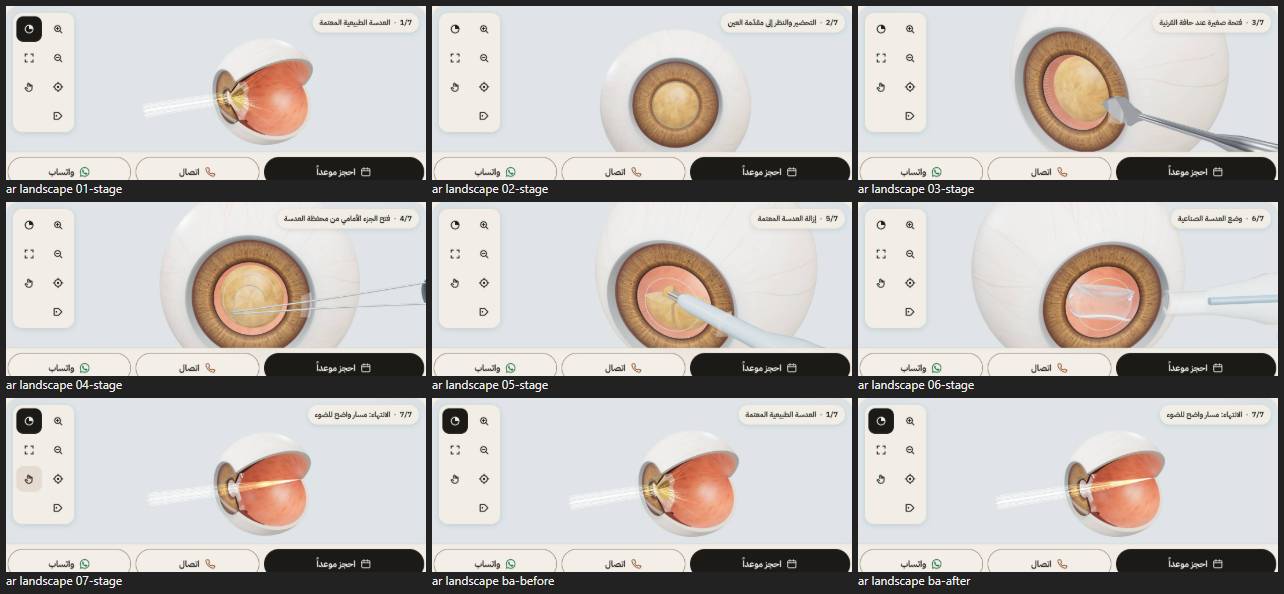 1/7 · العدسة الطبيعية المعتمة
احجز موعداً
اتصال
واتساب
ar landscape 01-stage
2/7 · التحضير والنظر إلى مقدّمة العين
احجز موعداً
اتصال
واتساب
ar landscape 02-stage
3/7 · فتحة صغيرة عند حافة القرنية
احجز موعداً
اتصال
واتساب
ar landscape 03-stage
4/7 · فتح الجزء الأمامي من محفظة العدسة
احجز موعداً
اتصال
واتساب
ar landscape 04-stage
5/7 · إزالة العدسة المعتمة
احجز موعداً
اتصال
واتساب
ar landscape 05-stage
6/7 · وضع العدسة الصناعية
احجز موعداً
اتصال
واتساب
ar landscape 06-stage
7/7 · الانتهاء: مسار واضح للضوء
احجز موعداً
اتصال
واتساب
ar landscape 07-stage
1/7 · العدسة الطبيعية المعتمة
احجز موعداً
اتصال
واتساب
ar landscape ba-before
7/7 · الانتهاء: مسار واضح للضوء
احجز موعداً
اتصال
واتساب
ar landscape ba-after